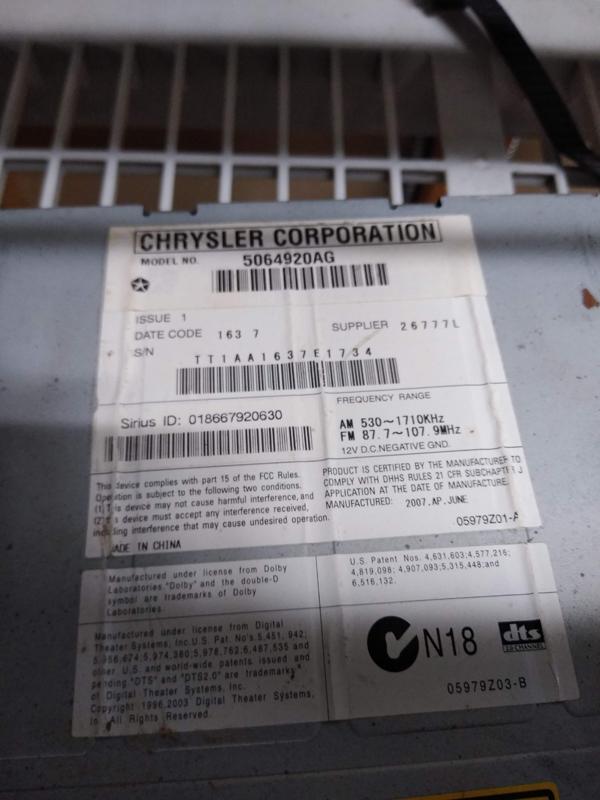 CHRYSLER CORPORATION
MODEL NO. 5064920AG
ISSUE 1
DATE CODE 163 7
SUPPLIER 26777L
S/N TT1AA1637E1734
Sirius ID: 018667920630
FREQUENCY RANGE
AM 530~1710KHz
FM 87.7~107.9MHz
12V D.C.NEGATIVE GND.
This device complies with part 15 of the FCC Rules.
Operation is subject to the following two conditions.
(1) This device may not cause harmful interference, and
(2) this device must accept any interference received,
including interference that may cause undesired operation.
MADE IN CHINA
PRODUCT IS CERTIFIED BY THE MANUFACTURER TO
COMPLY WITH DHHS RULES 21 CFR SUBCHAPTER J
APPLICATION AT THE DATE OF MANUFACTURE.
MANUFACTURED: 2007.AP.JUNE
05979Z01-A
Manufactured under license from Dolby
Laboratories."Dolby" and the double-D
symbol are trademarks of Dolby
Laboratories.
U.S. Patent Nos. 4,631,603;4,577,216;
4,819,098; 4,907,093;5,315,448;and
6,516,132.
Manufactured under license from Digital
Theater Systems, Inc.U.S. Pat. No's.5,451, 942;
5,956,674;5,974,380;5,978,762;6,487,535 and
other U.S. and world-wide patents issued and
pending "DTS" and "DTS2.0" are trademarks
of Digital Theater Systems, Inc.
Copyright 1996,2003 Digital Theater Systems,
Inc. All Rights Reserved.
N18
dts
2.0 CHANNEL
05979Z03-B